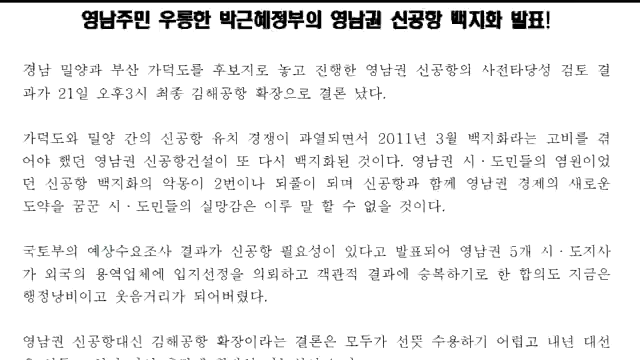 영남주민 우롱한 박근혜정부의 영남권 신공항 백지화 발표!
경남 밀양과 부산 가덕도를 후보지로 놓고 진행한 영남권 신공항의 사전타당성 검토 결
과가 21일 오후3시 최종 김해공항 확장으로 결론 났다.
가덕도와 밀양 간의 신공항 유치 경쟁이 과열되면서 2011년 3월 백지화라는 고비를 겪
어야 했던 영남권 신공항건설이 또 다시 백지화된 것이다. 영남권 시·도민들의 염원이었
던 신공항 백지화의 악몽이 2번이나 되풀이 되며 신공항과 함께 영남권 경제의 새로운
도약을 꿈꾼 시·도민들의 실망감은 이루 말 할 수 없을 것이다.
국토부의 예상수요조사 결과가 신공항 필요성이 있다고 발표되어 영남권 5개 시·도지사
가 외국의 용역업체에 입지선정을 의뢰하고 객관적 결과에 승복하기로 한 합의도 지금은
행정낭비이고 웃음거리가 되어버렸다.
영남권 신공항대신 김해공항 확장이라는 결론은 모두가 선뜻 수용하기 어렵고 내년 대선